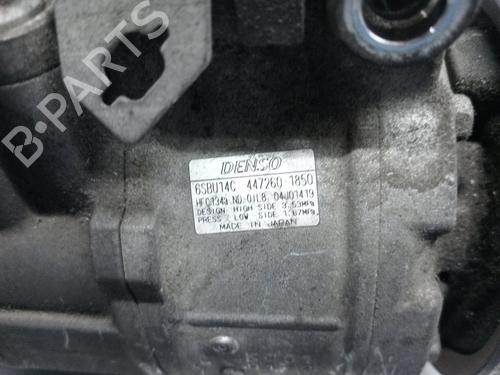 DENSO
6SBU14C 447260-1850
HFC134a ND-OIL8 04J01419
DESIGN HIGH SIDE 3.53MPa
PRESS LOW SIDE 1.67MPa
MADE IN JAPAN
B-PARTS